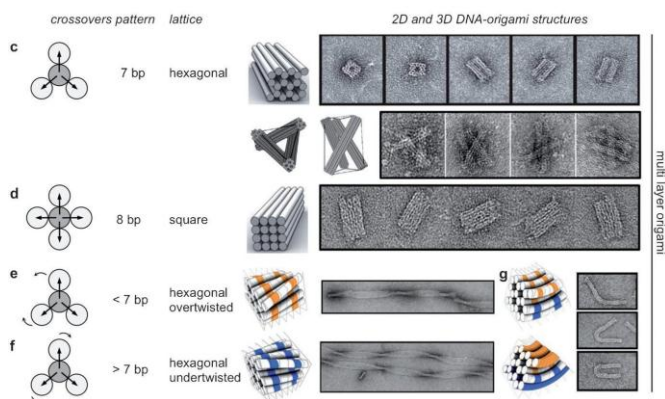 crossovers pattern lattice 2D and 3D DNA-origami structures
c 7 bp hexagonal
d 8 bp square
e < 7 bp hexagonal overtwisted g
f > 7 bp hexagonal undertwisted
multi layer origami